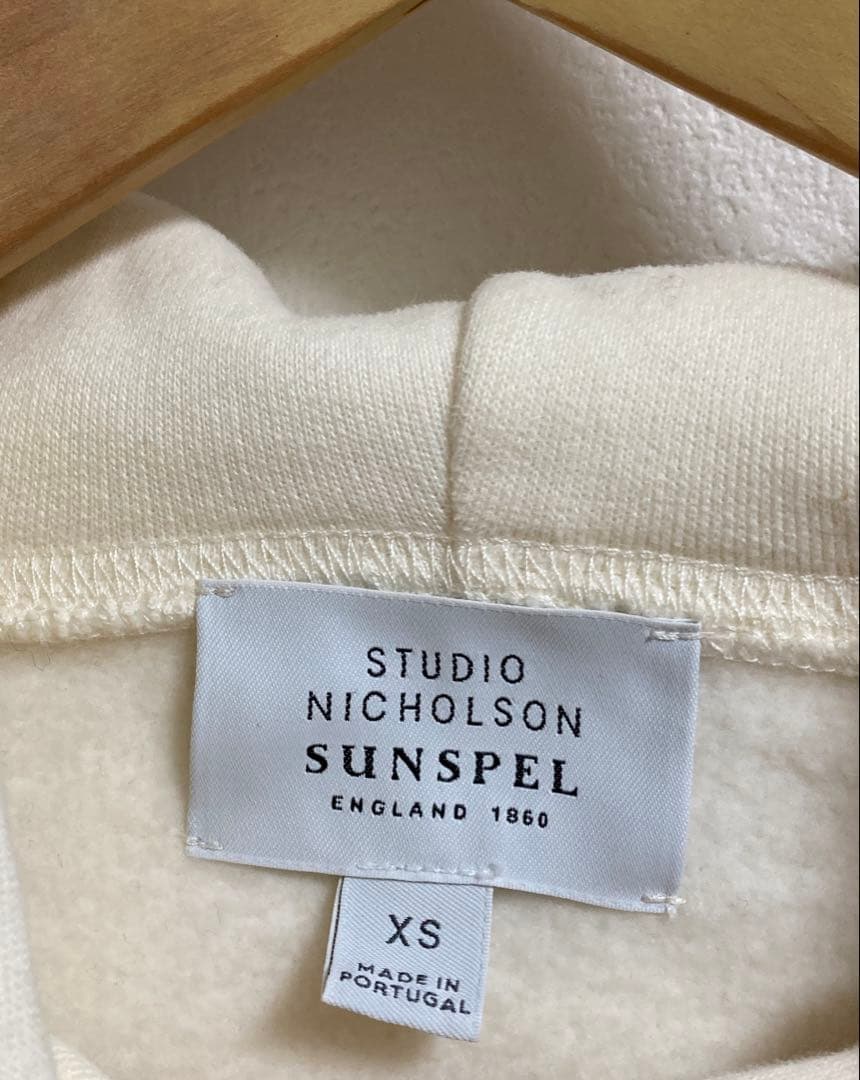 STUDIO
NICHOLSON
SUNSPEL
ENGLAND 1860
XS
MADE IN
PORTUGAL